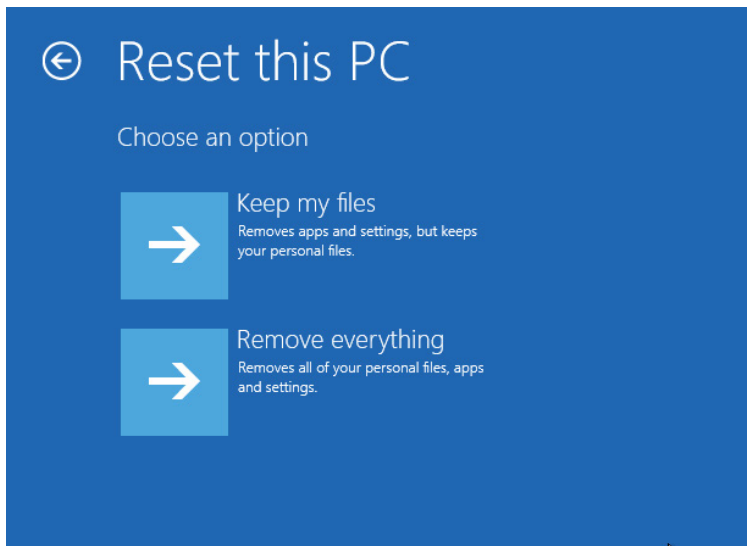 Reset this PC
Choose an option
Keep my files
Removes apps and settings, but keeps
your personal files.
Remove everything
Removes all of your personal files, apps
and settings.